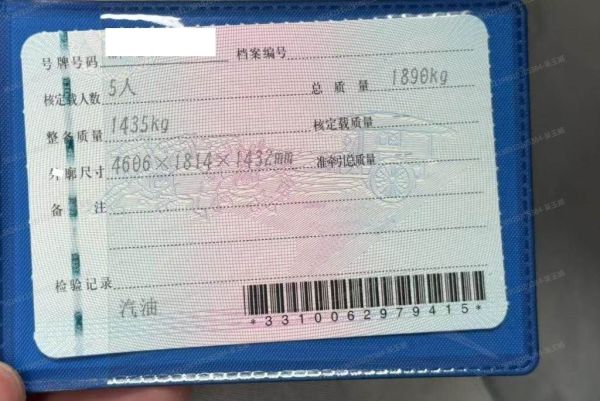 号牌号码 档案编号
核定载人数 5人 总质量 1890kg
整备质量 1435kg 核定载质量
外廓尺寸 4606×1814×1432mm 准牵引总质量
备注
检验记录
汽油
*3310062979415*